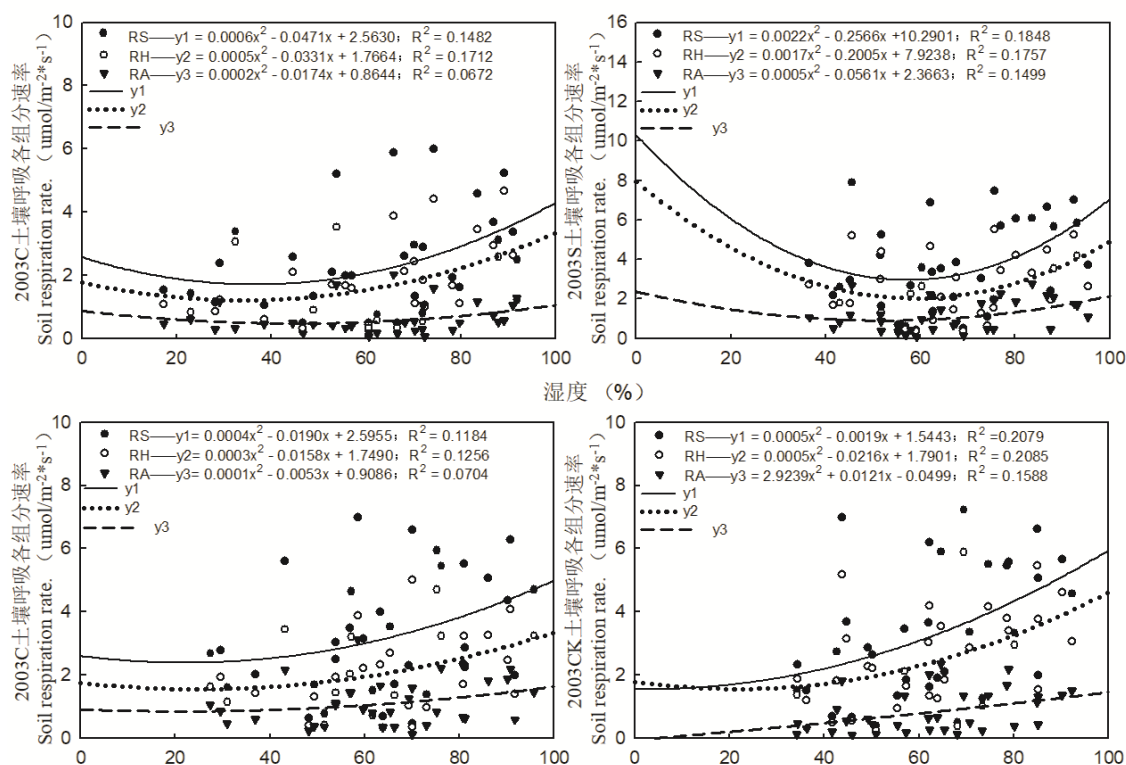 RS——y1 = 0.0006x² - 0.0471x + 2.5630; R² = 0.1482
RH——y2 = 0.0005x² - 0.0331x + 1.7664; R² = 0.1712
RA——y3 = 0.0002x² - 0.0174x + 0.8644; R² = 0.0672
y1
y2
y3
2003C土壤呼吸各组分速率
Soil respiration rate.（umol/m⁻²*s⁻¹）
10
8
6
4
2
0
0 20 40 60 80 100
RS——y1 = 0.0022x² - 0.2566x +10.2901; R² = 0.1848
RH——y2 = 0.0017x² - 0.2005x + 7.9238; R² = 0.1757
RA——y3 = 0.0005x² - 0.0561x + 2.3663; R² = 0.1499
y1
y2
y3
2003S土壤呼吸各组分速率
Soil respiration rate.（umol/m⁻²*s⁻¹）
16
14
12
10
8
6
4
2
0
0 20 40 60 80 100
湿度（%）
RS——y1= 0.0004x² - 0.0190x + 2.5955; R² = 0.1184
RH——y2= 0.0003x² - 0.0158x + 1.7490; R² = 0.1256
RA——y3= 0.0001x² - 0.0053x + 0.9086; R² = 0.0704
y1
y2
y3
2003C土壤呼吸各组分速率
Soil respiration rate.（umol/m⁻²*s⁻¹）
10
8
6
4
2
0
0 20 40 60 80 100
RS——y1 = 0.0005x² - 0.0019x + 1.5443; R² =0.2079
RH——y2 = 0.0005x² - 0.0216x + 1.7901; R² =0.2085
RA——y3 = 2.9239x² + 0.0121x - 0.0499; R² = 0.1588
y1
y2
y3
2003CK土壤呼吸各组分速率
Soil respiration rate.（umol/m⁻²*s⁻¹）
10
8
6
4
2
0
0 20 40 60 80 100